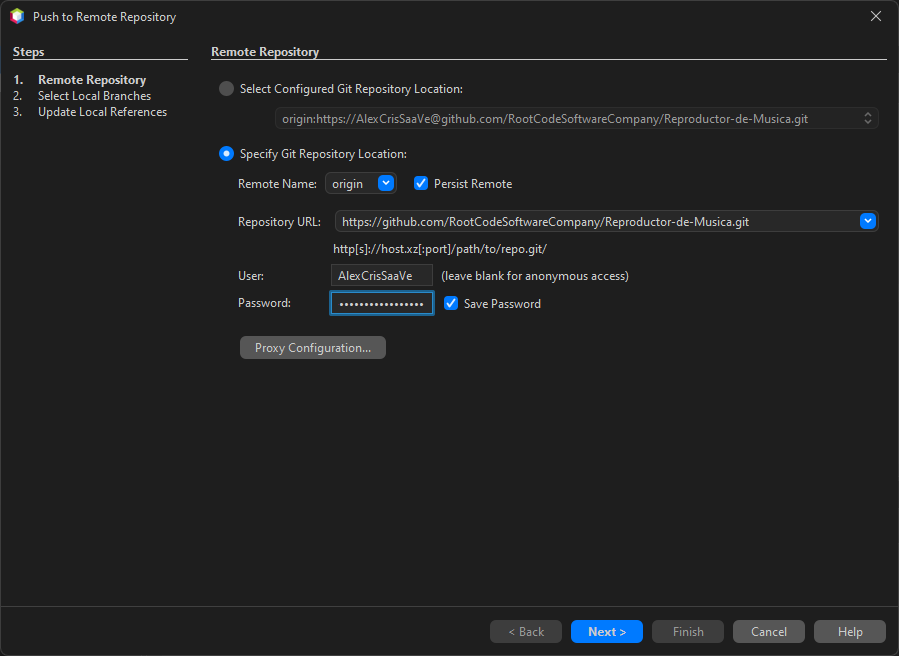 Push to Remote Repository
Steps
1. Remote Repository
2. Select Local Branches
3. Update Local References
Remote Repository
Select Configured Git Repository Location:
origin:https://AlexCrisSaaVe@github.com/RootCodeSoftwareCompany/Reproductor-de-Musica.git
Specify Git Repository Location:
Remote Name: origin Persist Remote
Repository URL: https://github.com/RootCodeSoftwareCompany/Reproductor-de-Musica.git
http[s]://host.xz[:port]/path/to/repo.git/
User: AlexCrisSaaVe (leave blank for anonymous access)
Password: ••••••••••••••••• Save Password
Proxy Configuration...
< Back Next > Finish Cancel Help